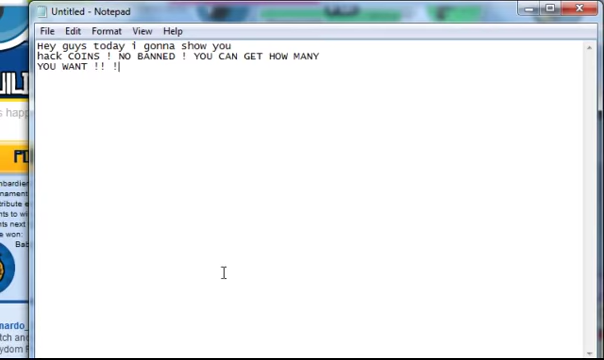 Untitled - Notepad
File Edit Format View Help
Hey guys today i gonna show you
hack COINS ! NO BANNED ! YOU CAN GET HOW MANY
YOU WANT !! !
s happ